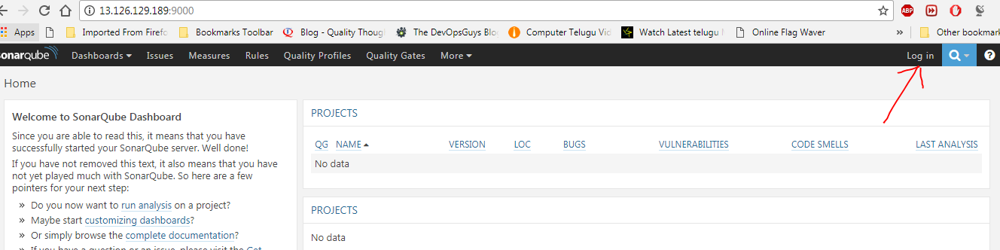 13.126.129.189:9000
ABP
Apps Imported From Firefo Bookmarks Toolbar Blog - Quality Though The DevOpsGuys Blo Computer Telugu Vid Watch Latest telugu Online Flag Waver » Other bookmark
sonarqube Dashboards Issues Measures Rules Quality Profiles Quality Gates More Log in ?
Home
Welcome to SonarQube Dashboard
Since you are able to read this, it means that you have
successfully started your SonarQube server. Well done!
If you have not removed this text, it also means that you have
not yet played much with SonarQube. So here are a few
pointers for your next step:
» Do you now want to run analysis on a project?
» Maybe start customizing dashboards?
» Or simply browse the complete documentation?
» If you have a question or an issue, please visit the Get
PROJECTS
QG NAME VERSION LOC BUGS VULNERABILITIES CODE SMELLS LAST ANALYSIS
No data
PROJECTS
No data